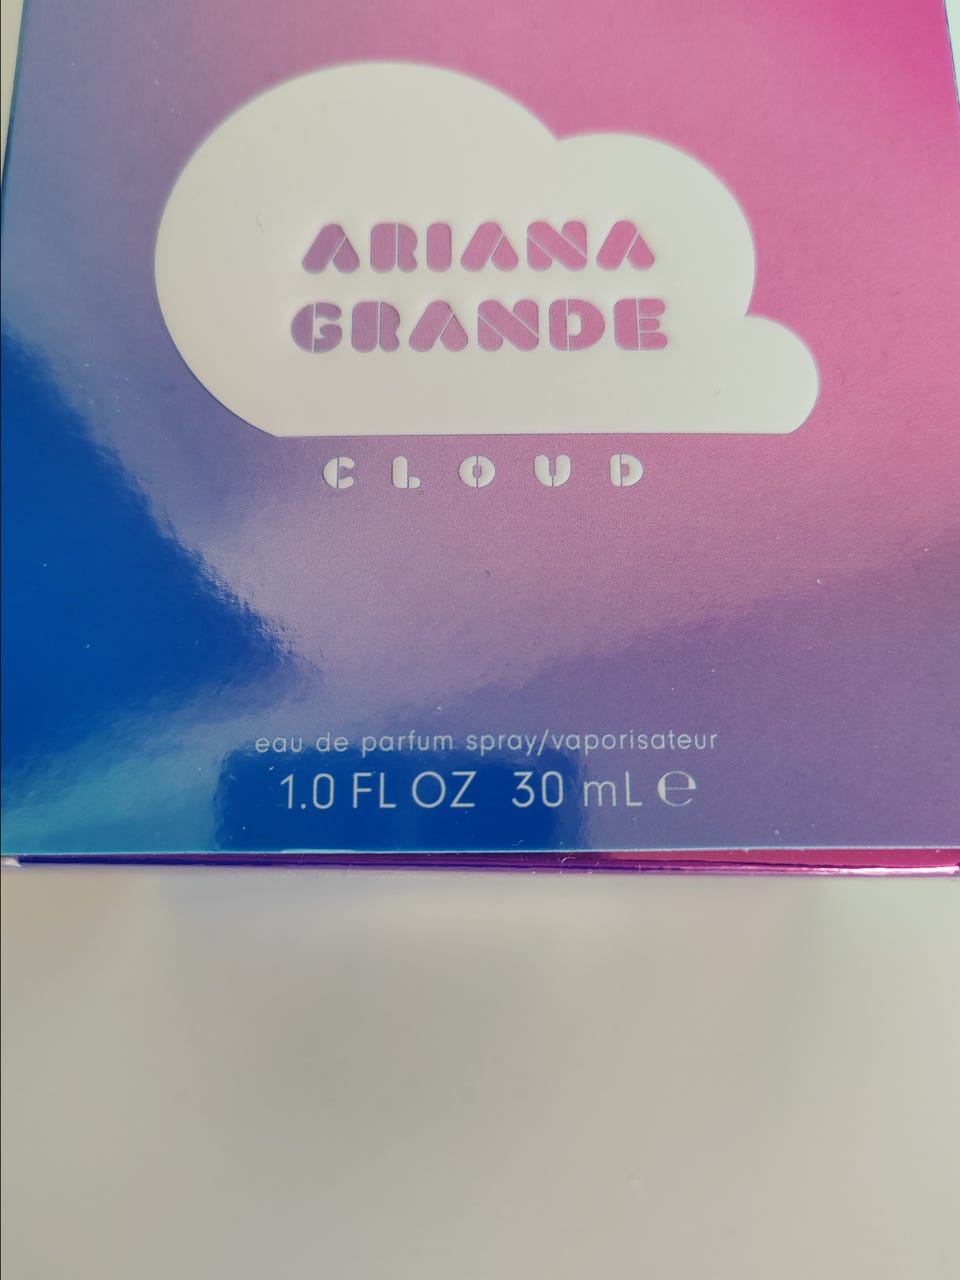 ARIANA
GRANDE
CLOUD
eau de parfum spray/vaporisateur
1.0 FL OZ 30 mL ℮